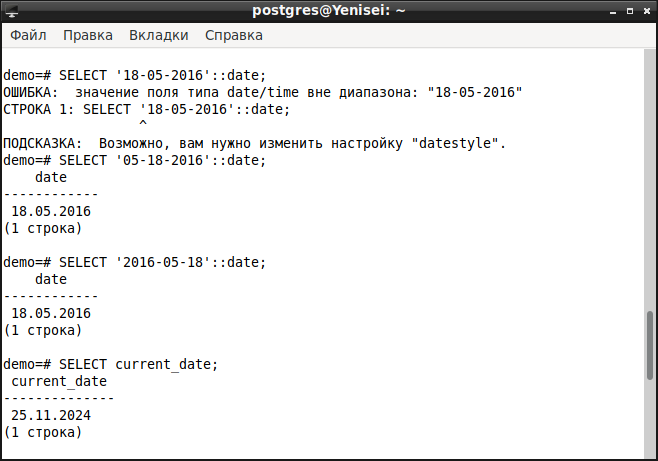 postgres@Yenisei: ~
Файл Правка Вкладки Справка
demo=# SELECT '18-05-2016'::date;
ОШИБКА:  значение поля типа date/time вне диапазона: "18-05-2016"
СТРОКА 1: SELECT '18-05-2016'::date;
                 ^
ПОДСКАЗКА:  Возможно, вам нужно изменить настройку "datestyle".
demo=# SELECT '05-18-2016'::date;
    date
------------
 18.05.2016
(1 строка)
demo=# SELECT '2016-05-18'::date;
    date
------------
 18.05.2016
(1 строка)
demo=# SELECT current_date;
 current_date
--------------
 25.11.2024
(1 строка)